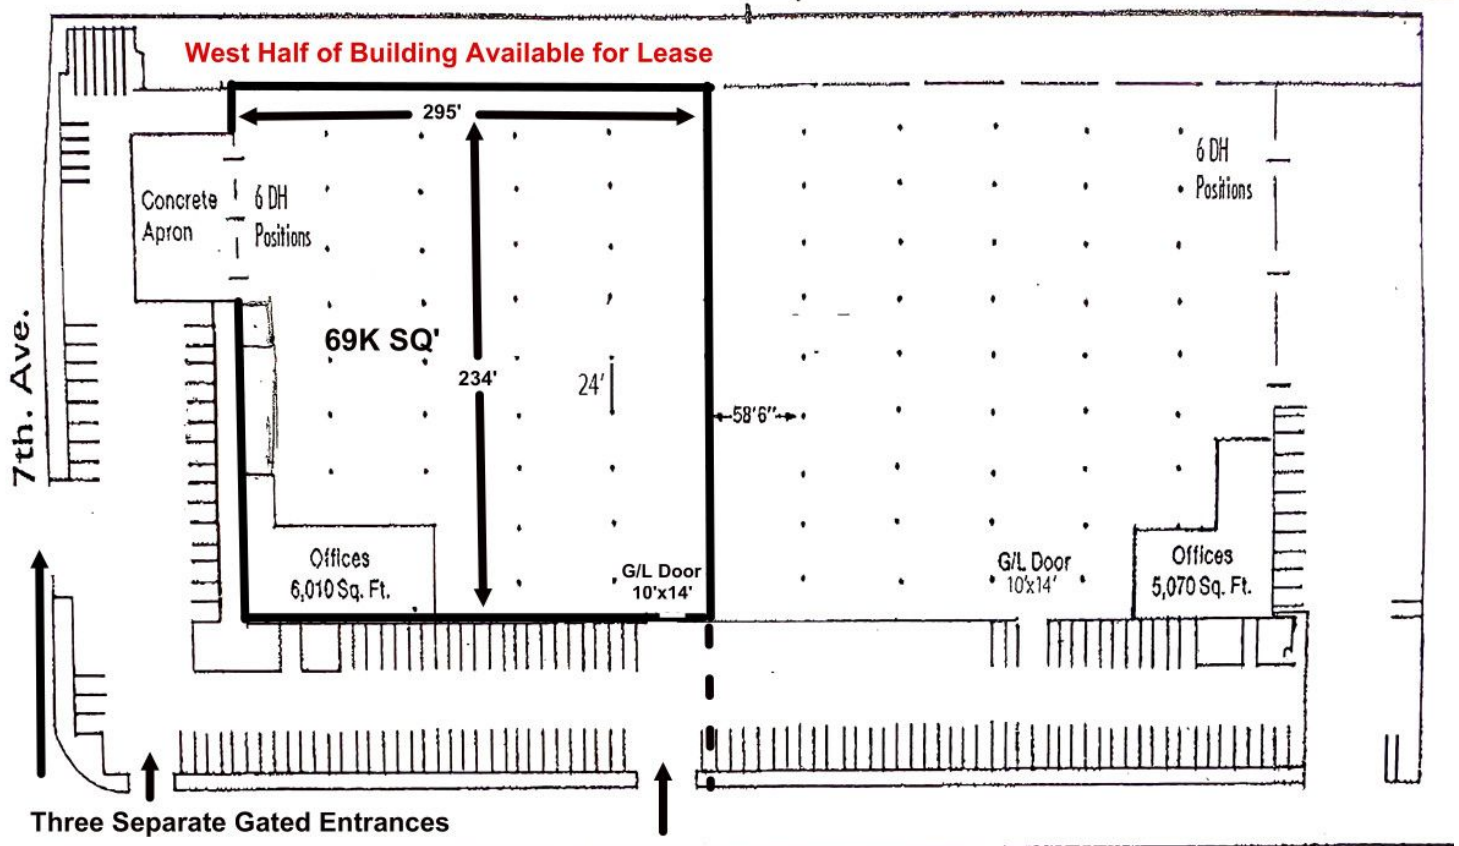 West Half of Building Available for Lease
295'
6 DH
Positions
Concrete
Apron
6 DH
Positions
7th. Ave.
69K SQ'
234'
24'
58'6"
Offices
6,010 Sq. Ft.
G/L Door
10'x14'
G/L Door
10'x14'
Offices
5,070 Sq. Ft.
Three Separate Gated Entrances